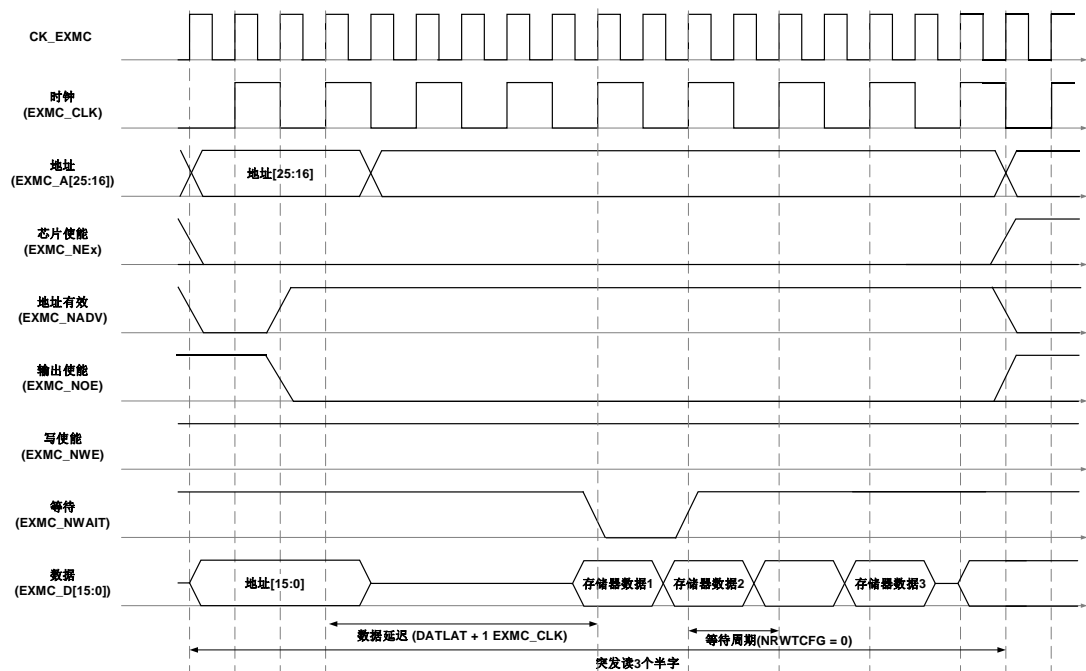 CK_EXMC
时钟
(EXMC_CLK)
地址
(EXMC_A[25:16])
地址[25:16]
芯片使能
(EXMC_NEx)
地址有效
(EXMC_NADV)
输出使能
(EXMC_NOE)
写使能
(EXMC_NWE)
等待
(EXMC_NWAIT)
数据
(EXMC_D[15:0])
地址[15:0]
存储器数据1
存储器数据2
存储器数据3
数据延迟 (DATLAT + 1 EXMC_CLK)
等待周期(NRWTCFG = 0)
突发读3个半字